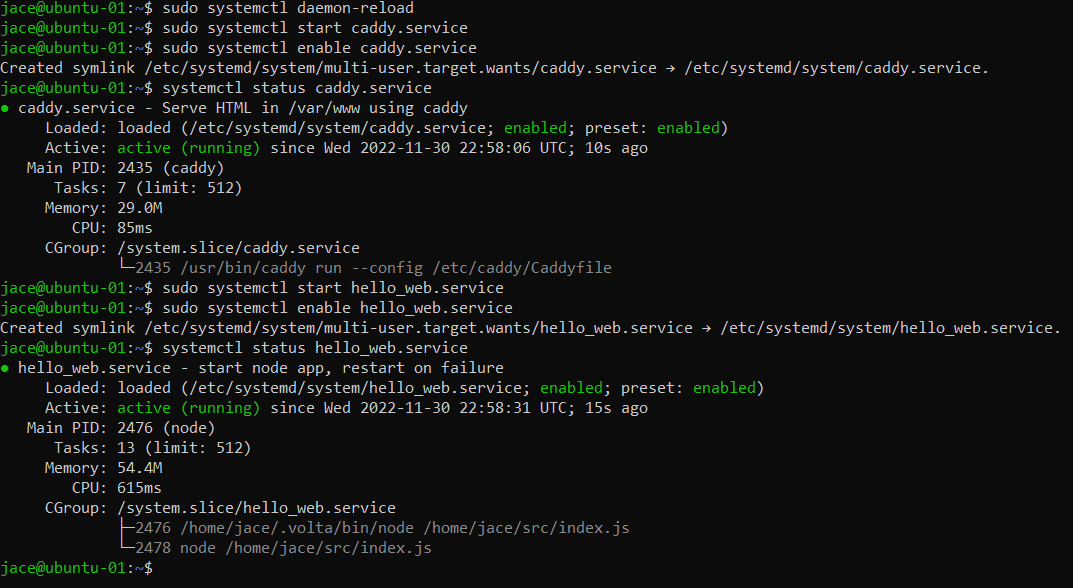 jace@ubuntu-01:~$ sudo systemctl daemon-reload
jace@ubuntu-01:~$ sudo systemctl start caddy.service
jace@ubuntu-01:~$ sudo systemctl enable caddy.service
Created symlink /etc/systemd/system/multi-user.target.wants/caddy.service → /etc/systemd/system/caddy.service.
jace@ubuntu-01:~$ systemctl status caddy.service
● caddy.service - Serve HTML in /var/www using caddy
     Loaded: loaded (/etc/systemd/system/caddy.service; enabled; preset: enabled)
     Active: active (running) since Wed 2022-11-30 22:58:06 UTC; 10s ago
   Main PID: 2435 (caddy)
      Tasks: 7 (limit: 512)
     Memory: 29.0M
        CPU: 85ms
     CGroup: /system.slice/caddy.service
             └─2435 /usr/bin/caddy run --config /etc/caddy/Caddyfile
jace@ubuntu-01:~$ sudo systemctl start hello_web.service
jace@ubuntu-01:~$ sudo systemctl enable hello_web.service
Created symlink /etc/systemd/system/multi-user.target.wants/hello_web.service → /etc/systemd/system/hello_web.service.
jace@ubuntu-01:~$ systemctl status hello_web.service
● hello_web.service - start node app, restart on failure
     Loaded: loaded (/etc/systemd/system/hello_web.service; enabled; preset: enabled)
     Active: active (running) since Wed 2022-11-30 22:58:31 UTC; 15s ago
   Main PID: 2476 (node)
      Tasks: 13 (limit: 512)
     Memory: 54.4M
        CPU: 615ms
     CGroup: /system.slice/hello_web.service
             ├─2476 /home/jace/.volta/bin/node /home/jace/src/index.js
             └─2478 node /home/jace/src/index.js
jace@ubuntu-01:~$